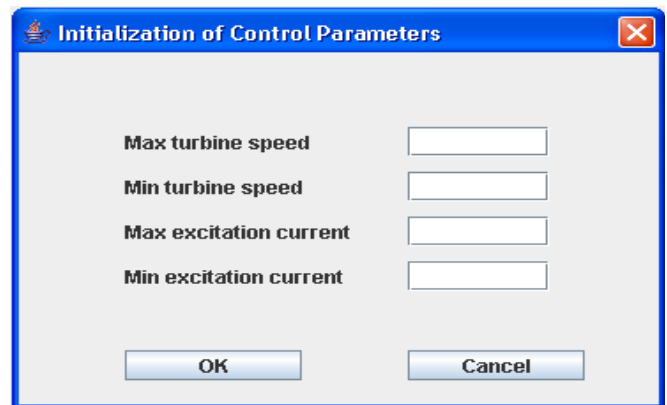 Initialization of Control Parameters
Max turbine speed
Min turbine speed
Max excitation current
Min excitation current
OK Cancel